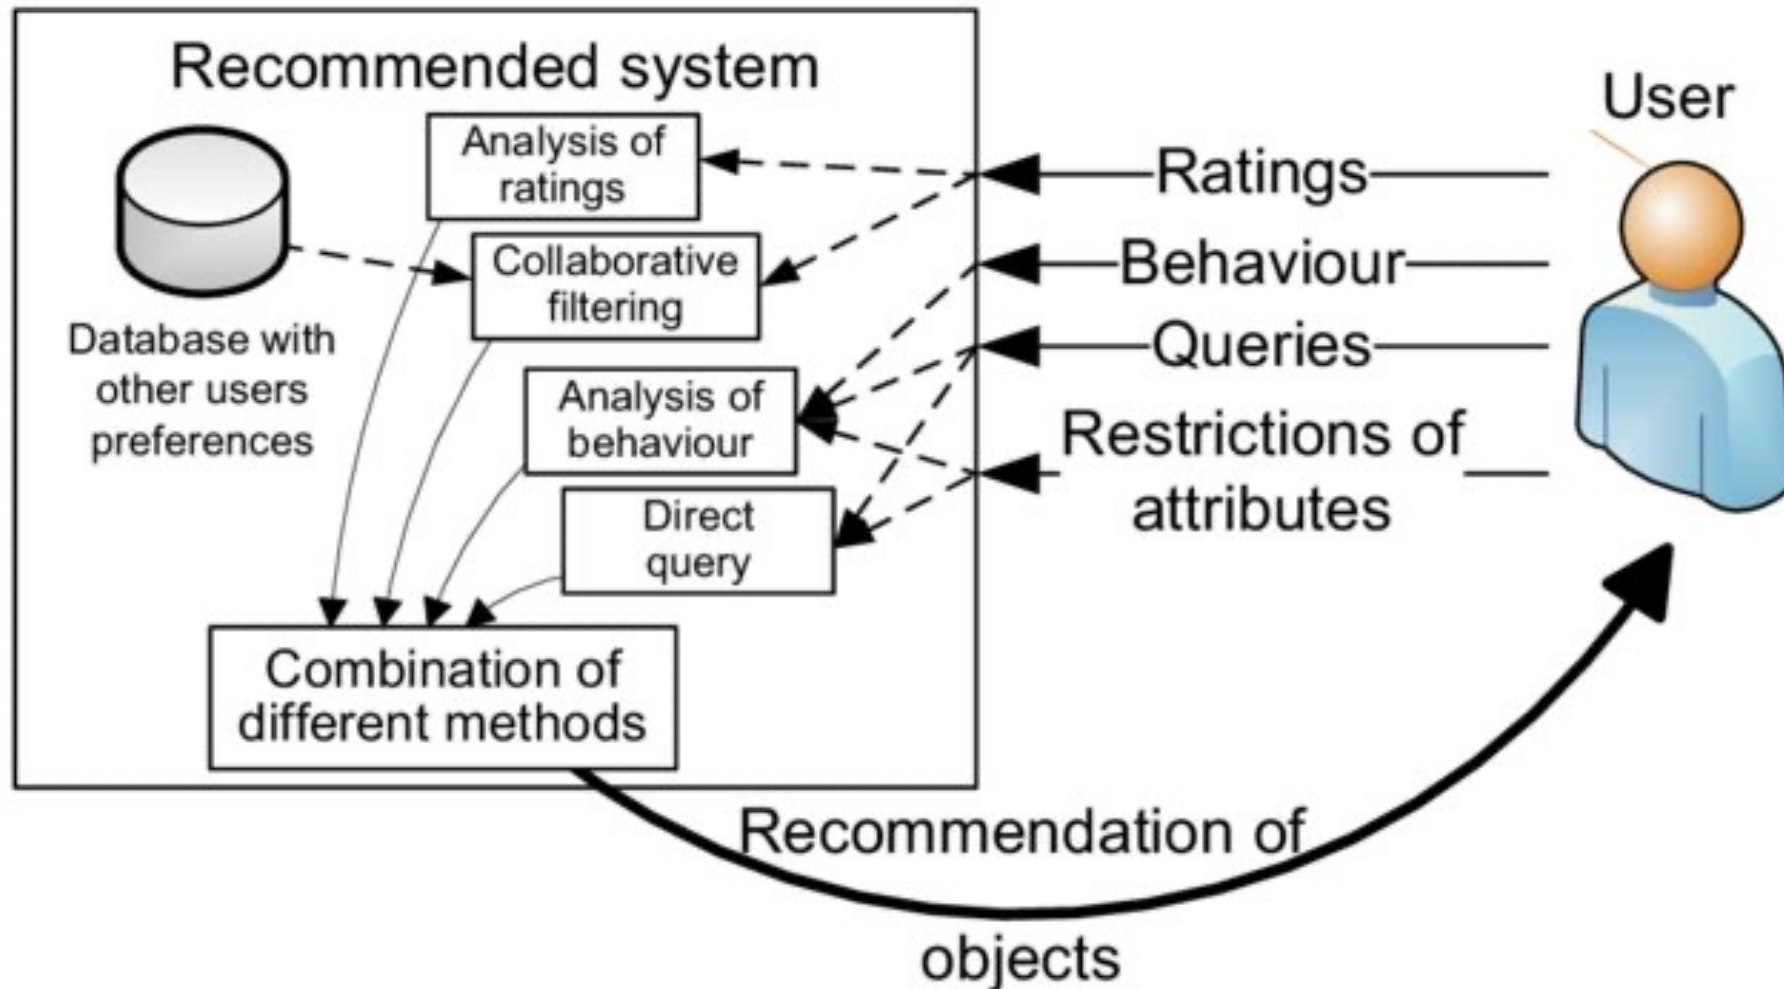 Recommended system
User
Analysis of
ratings
Ratings
Collaborative
filtering
Behaviour
Database with
other users
preferences
Queries
Analysis of
behaviour
Restrictions of
attributes
Direct
query
Combination of
different methods
Recommendation of
objects